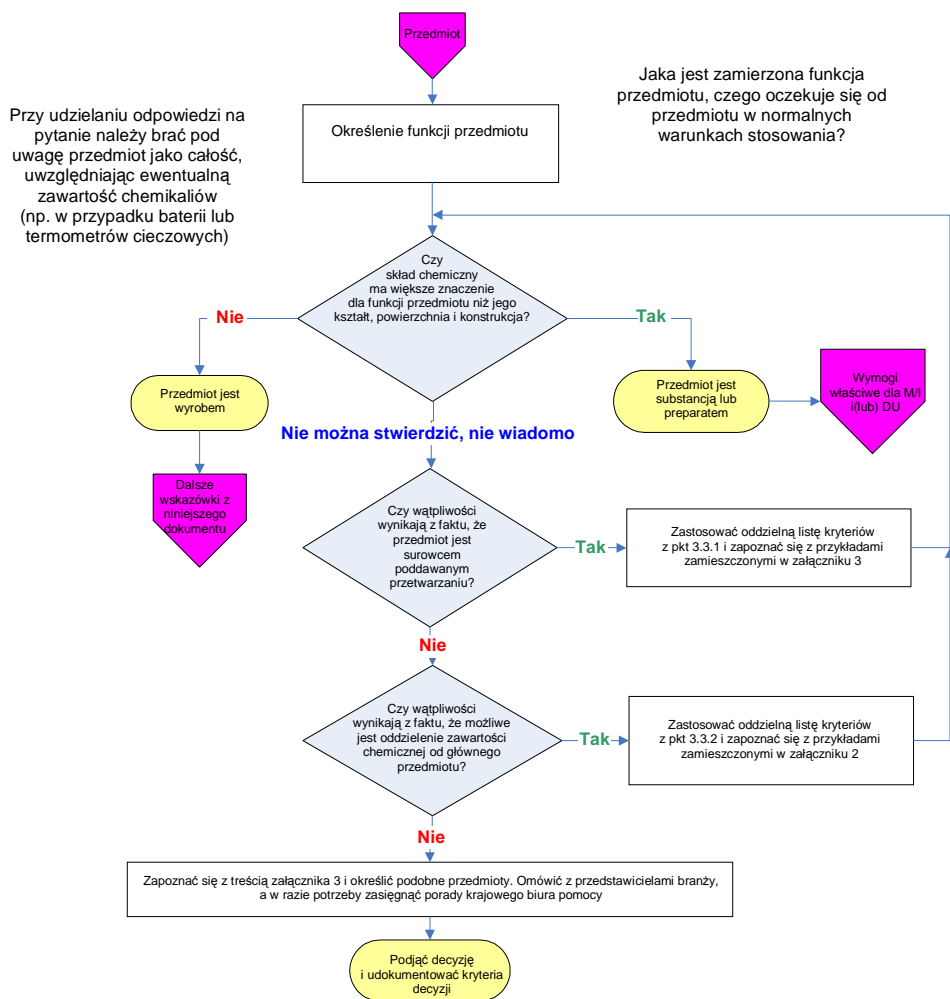 Przedmiot
Jaka jest zamierzona funkcja
przedmiotu, czego oczekuje się od
przedmiotu w normalnych
warunkach stosowania?
Przy udzielaniu odpowiedzi na
pytanie należy brać pod
uwagę przedmiot jako całość,
uwzględniając ewentualną
zawartość chemikaliów
(np. w przypadku baterii lub
termometrów cieczowych)
Określenie funkcji przedmiotu
Czy
skład chemiczny
ma większe znaczenie
dla funkcji przedmiotu niż jego
kształt, powierzchnia i konstrukcja?
Nie
Tak
Przedmiot jest
wyrobem
Przedmiot jest
substancją lub
preparatem
Wymogi
właściwe dla M/I
i(lub) DU
Nie można stwierdzić, nie wiadomo
Dalsze
wskazówki z
niniejszego
dokumentu
Czy wątpliwości
wynikają z faktu, że
przedmiot jest
surowcem
poddawanym
przetwarzaniu?
Tak
Zastosować oddzielną listę kryteriów
z pkt 3.3.1 i zapoznać się z przykładami
zamieszczonymi w załączniku 3
Nie
Czy wątpliwości
wynikają z faktu, że możliwe
jest oddzielenie zawartości
chemicznej od głównego
przedmiotu?
Tak
Zastosować oddzielną listę kryteriów
z pkt 3.3.2 i zapoznać się z przykładami
zamieszczonymi w załączniku 2
Nie
Zapoznać się z treścią załącznika 3 i określić podobne przedmioty. Omówić z przedstawicielami branży,
a w razie potrzeby zasięgnąć porady krajowego biura pomocy
Podjąć decyzję
i udokumentować kryteria
decyzji